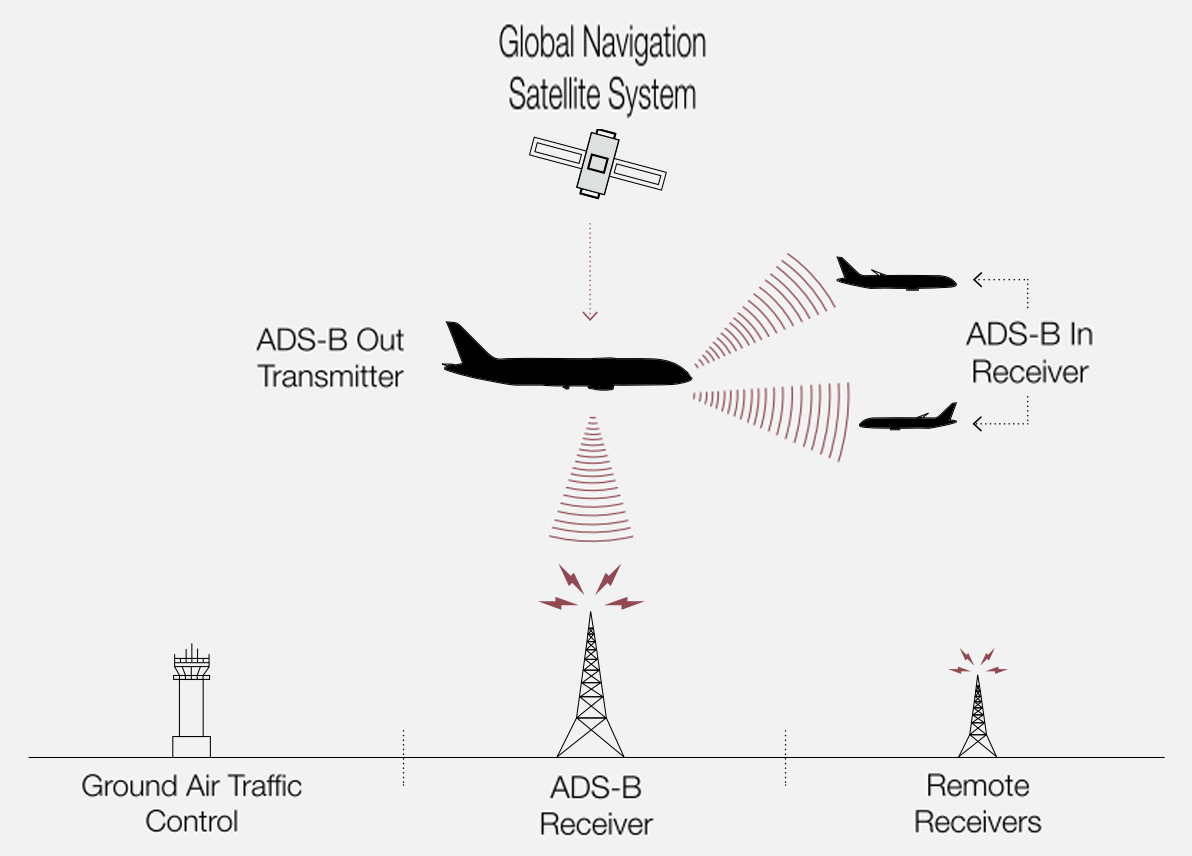 Global Navigation
Satellite System
ADS-B Out
Transmitter
ADS-B In
Receiver
Ground Air Traffic
Control
ADS-B
Receiver
Remote
Receivers